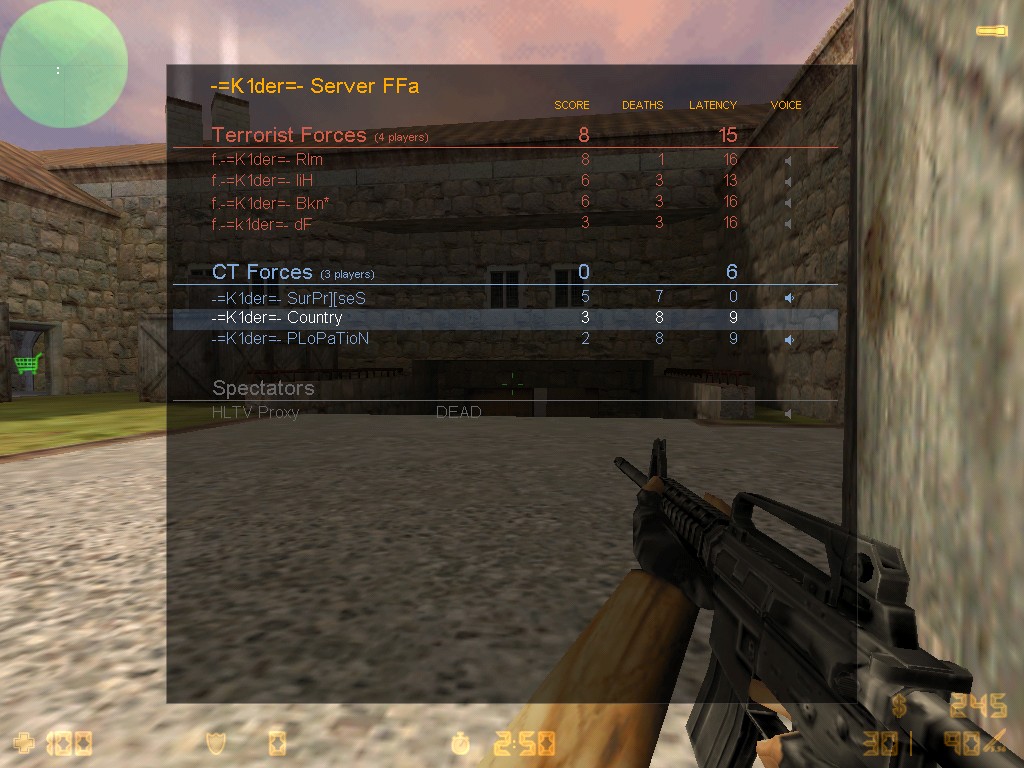 -=K1der=- Server FFa
SCORE DEATHS LATENCY VOICE
Terrorist Forces (4 players) 8 15
f.-=K1der=- Rlm 8 1 16
f.-=K1der=- liH 6 3 13
f.-=K1der=- Bkn* 6 3 16
f.-=K1der=- dF 3 3 16
CT Forces (3 players) 0 6
-=K1der=- SurPr][seS 5 7 0
-=K1der=- Country 3 8 9
-=K1der=- PLoPaTioN 2 8 9
Spectators
HLTV Proxy DEAD
$ 245
100 0 2:50 30 | 90